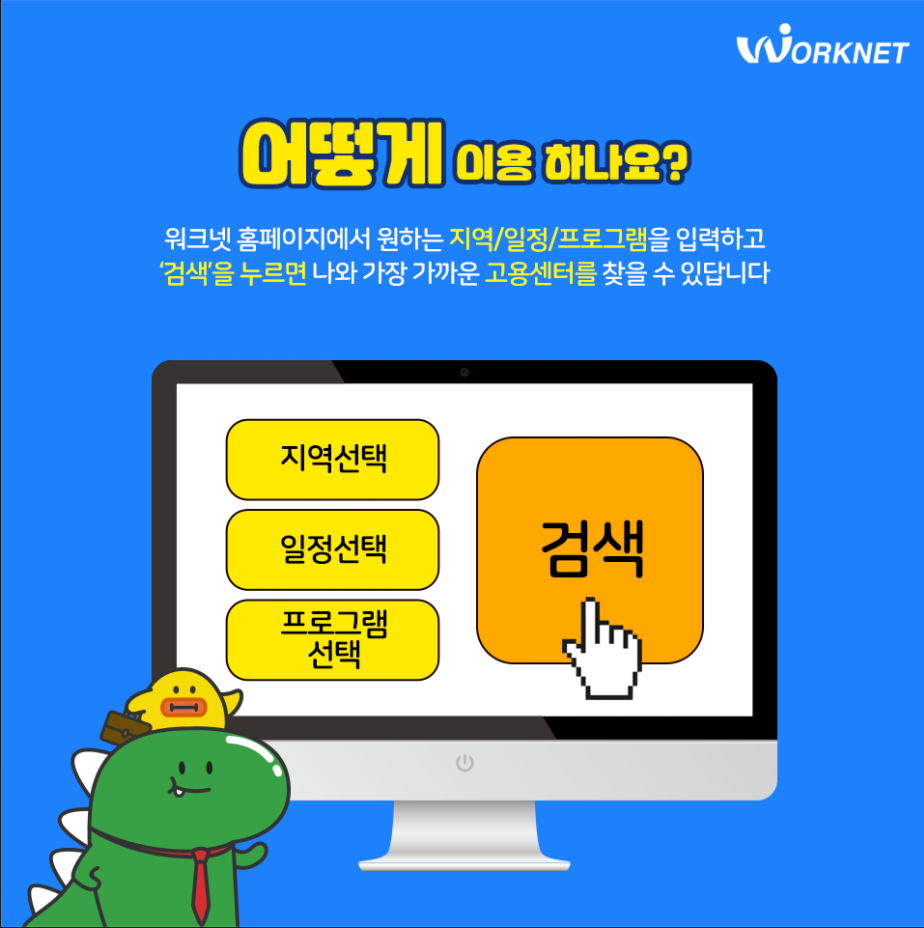 WORKNET
어떻게 이용 하나요?
워크넷 홈페이지에서 원하는 지역/일정/프로그램을 입력하고
‘검색’을 누르면 나와 가장 가까운 고용센터를 찾을 수 있답니다
지역선택
일정선택
프로그램
선택
검색